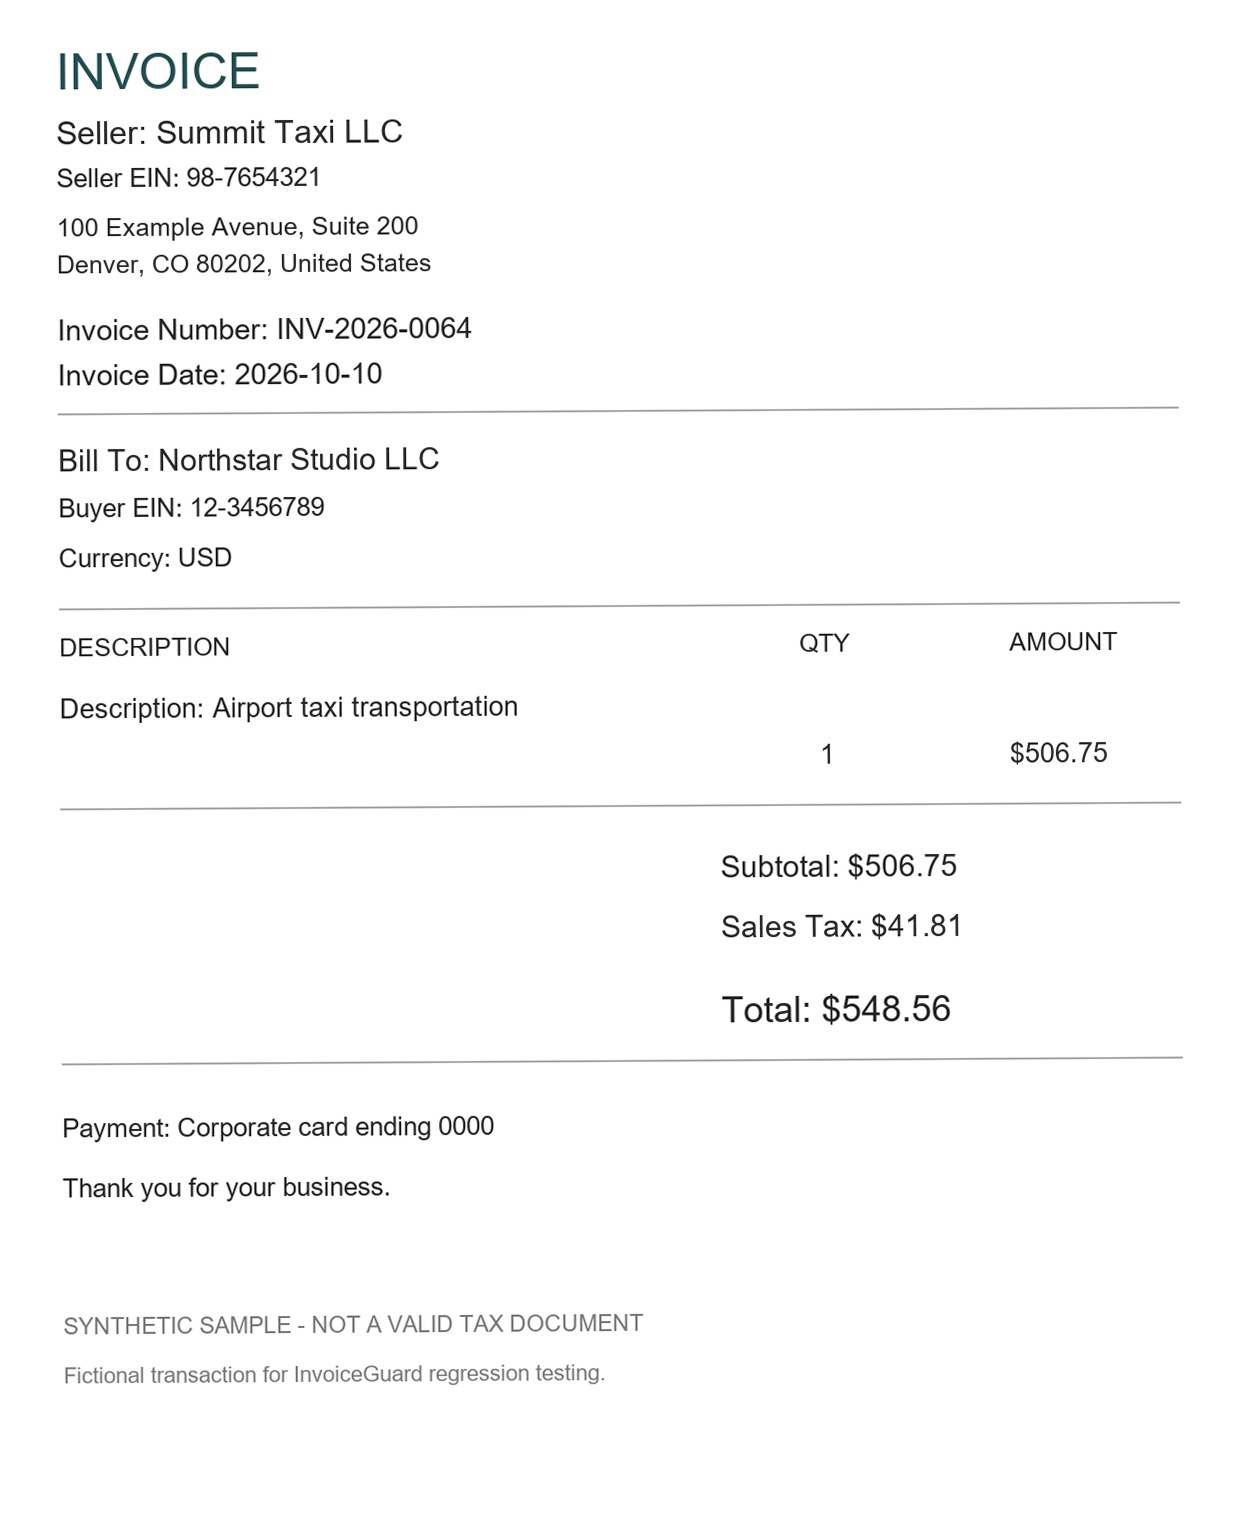 INVOICE
Seller: Summit Taxi LLC
Seller EIN: 98-7654321
100 Example Avenue, Suite 200
Denver, CO 80202, United States
Invoice Number: INV-2026-0064
Invoice Date: 2026-10-10
Bill To: Northstar Studio LLC
Buyer EIN: 12-3456789
Currency: USD
DESCRIPTION QTY AMOUNT
Description: Airport taxi transportation
1 $506.75
Subtotal: $506.75
Sales Tax: $41.81
Total: $548.56
Payment: Corporate card ending 0000
Thank you for your business.
SYNTHETIC SAMPLE - NOT A VALID TAX DOCUMENT
Fictional transaction for InvoiceGuard regression testing.